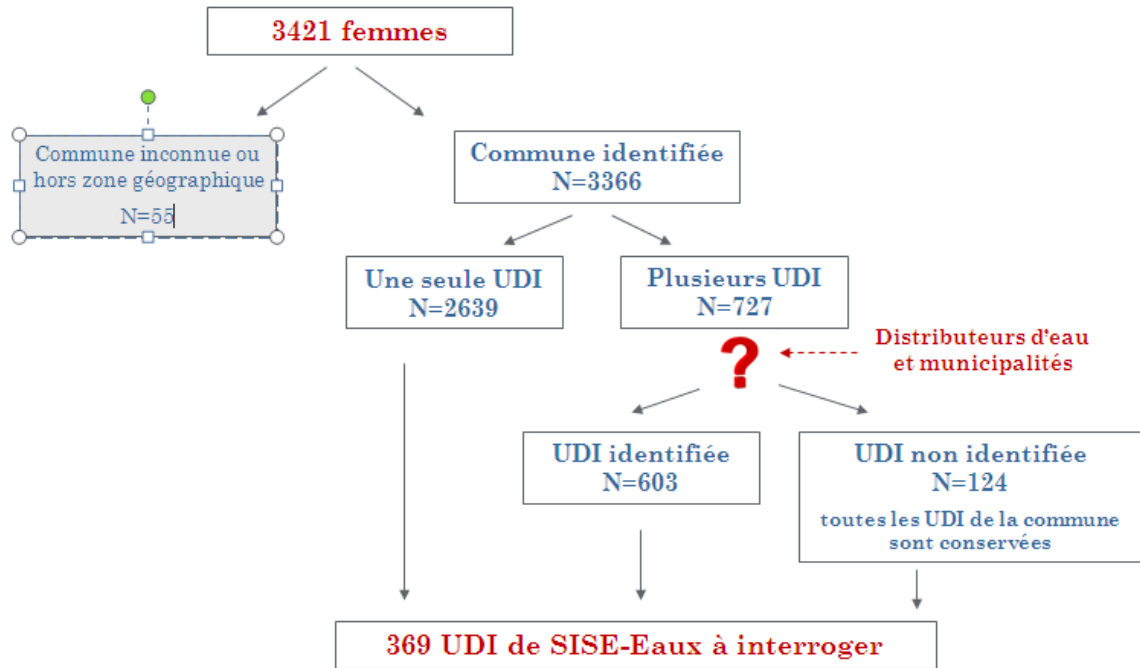 3421 femmes
Commune inconnue ou
hors zone géographique
N=55
Commune identifiée
N=3366
Une seule UDI
N=2639
Plusieurs UDI
N=727
?
Distributeurs d'eau
et municipalités
UDI identifiée
N=603
UDI non identifiée
N=124
toutes les UDI de la commune
sont conservées
369 UDI de SISE-Eaux à interroger